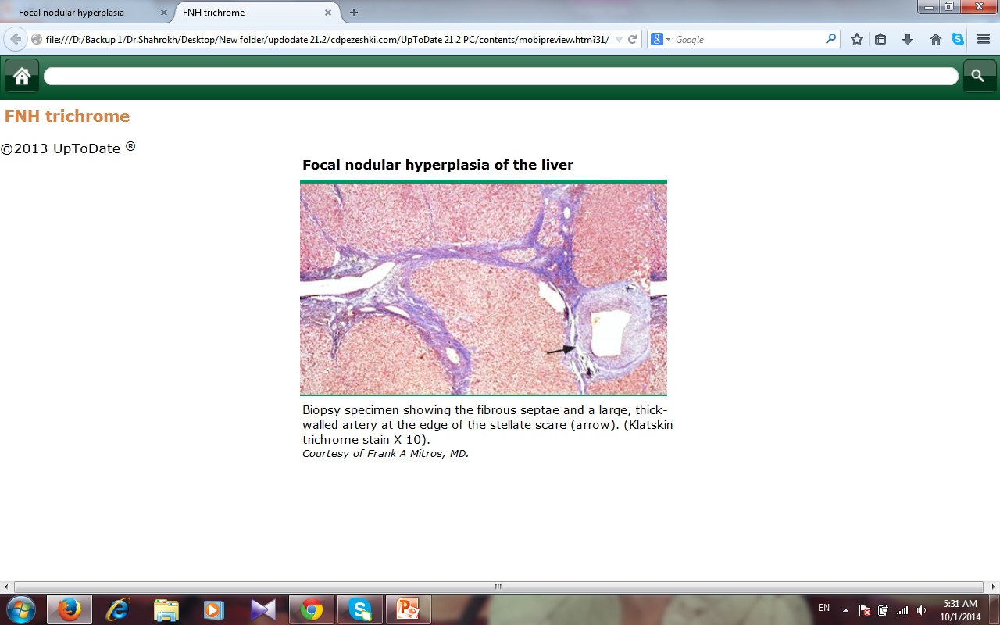 Focal nodular hyperplasia
FNH trichrome
file:///D:/Backup 1/Dr.Shahrokh/Desktop/New folder/updodate 21.2/cdpezeshki.com/UpToDate 21.2 PC/contents/mobipreview.htm?31/
Google
FNH trichrome
©2013 UpToDate ®
Focal nodular hyperplasia of the liver
Biopsy specimen showing the fibrous septae and a large, thick-
walled artery at the edge of the stellate scare (arrow). (Klatskin
trichrome stain X 10).
Courtesy of Frank A Mitros, MD.
EN
5:31 AM
10/1/2014